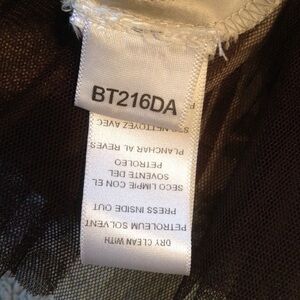 BT216DA
DRY CLEAN WITH
PETROLEUM SOLVENT
PRESS INSIDE OUT
SECO LIMPIE CON EL
SOVENTE DEL
PETROLEO
PLANCHAR AL REVES
NETTOYEZ AVEC